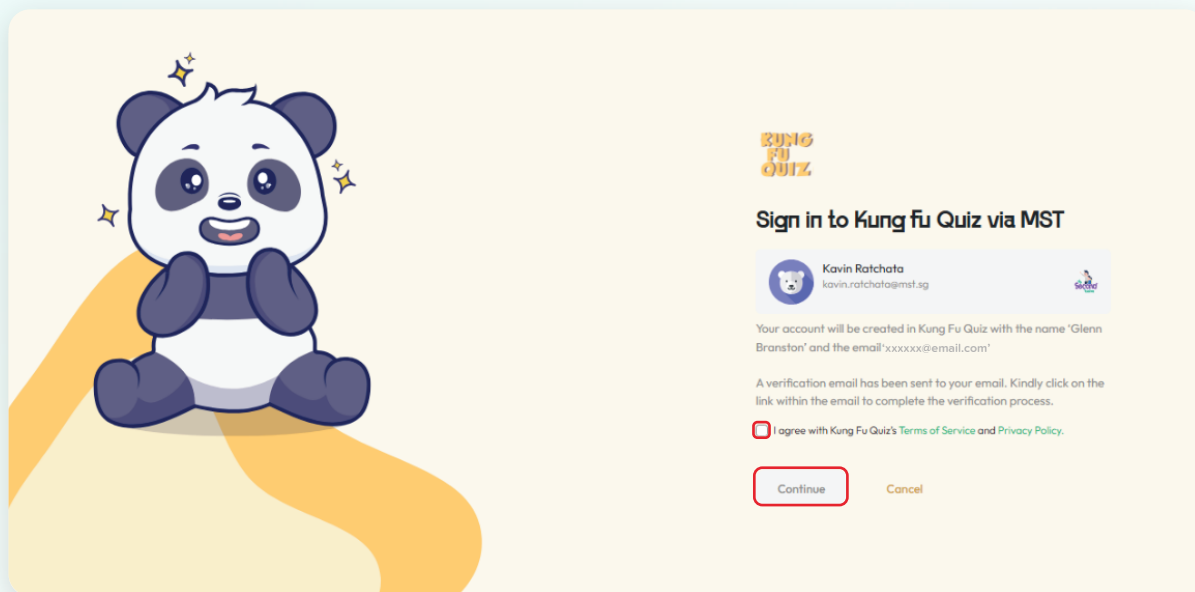 KUNG
FU
QUIZ
Sign in to Kung fu Quiz via MST
Kavin Ratchata
kavin.ratchata@mst.sg
Second
Your account will be created in Kung Fu Quiz with the name ‘Glenn
Branston’ and the email‘xxxxxx@email.com’
A verification email has been sent to your email. Kindly click on the
link within the email to complete the verification process.
I agree with Kung Fu Quiz's Terms of Service and Privacy Policy.
Continue Cancel